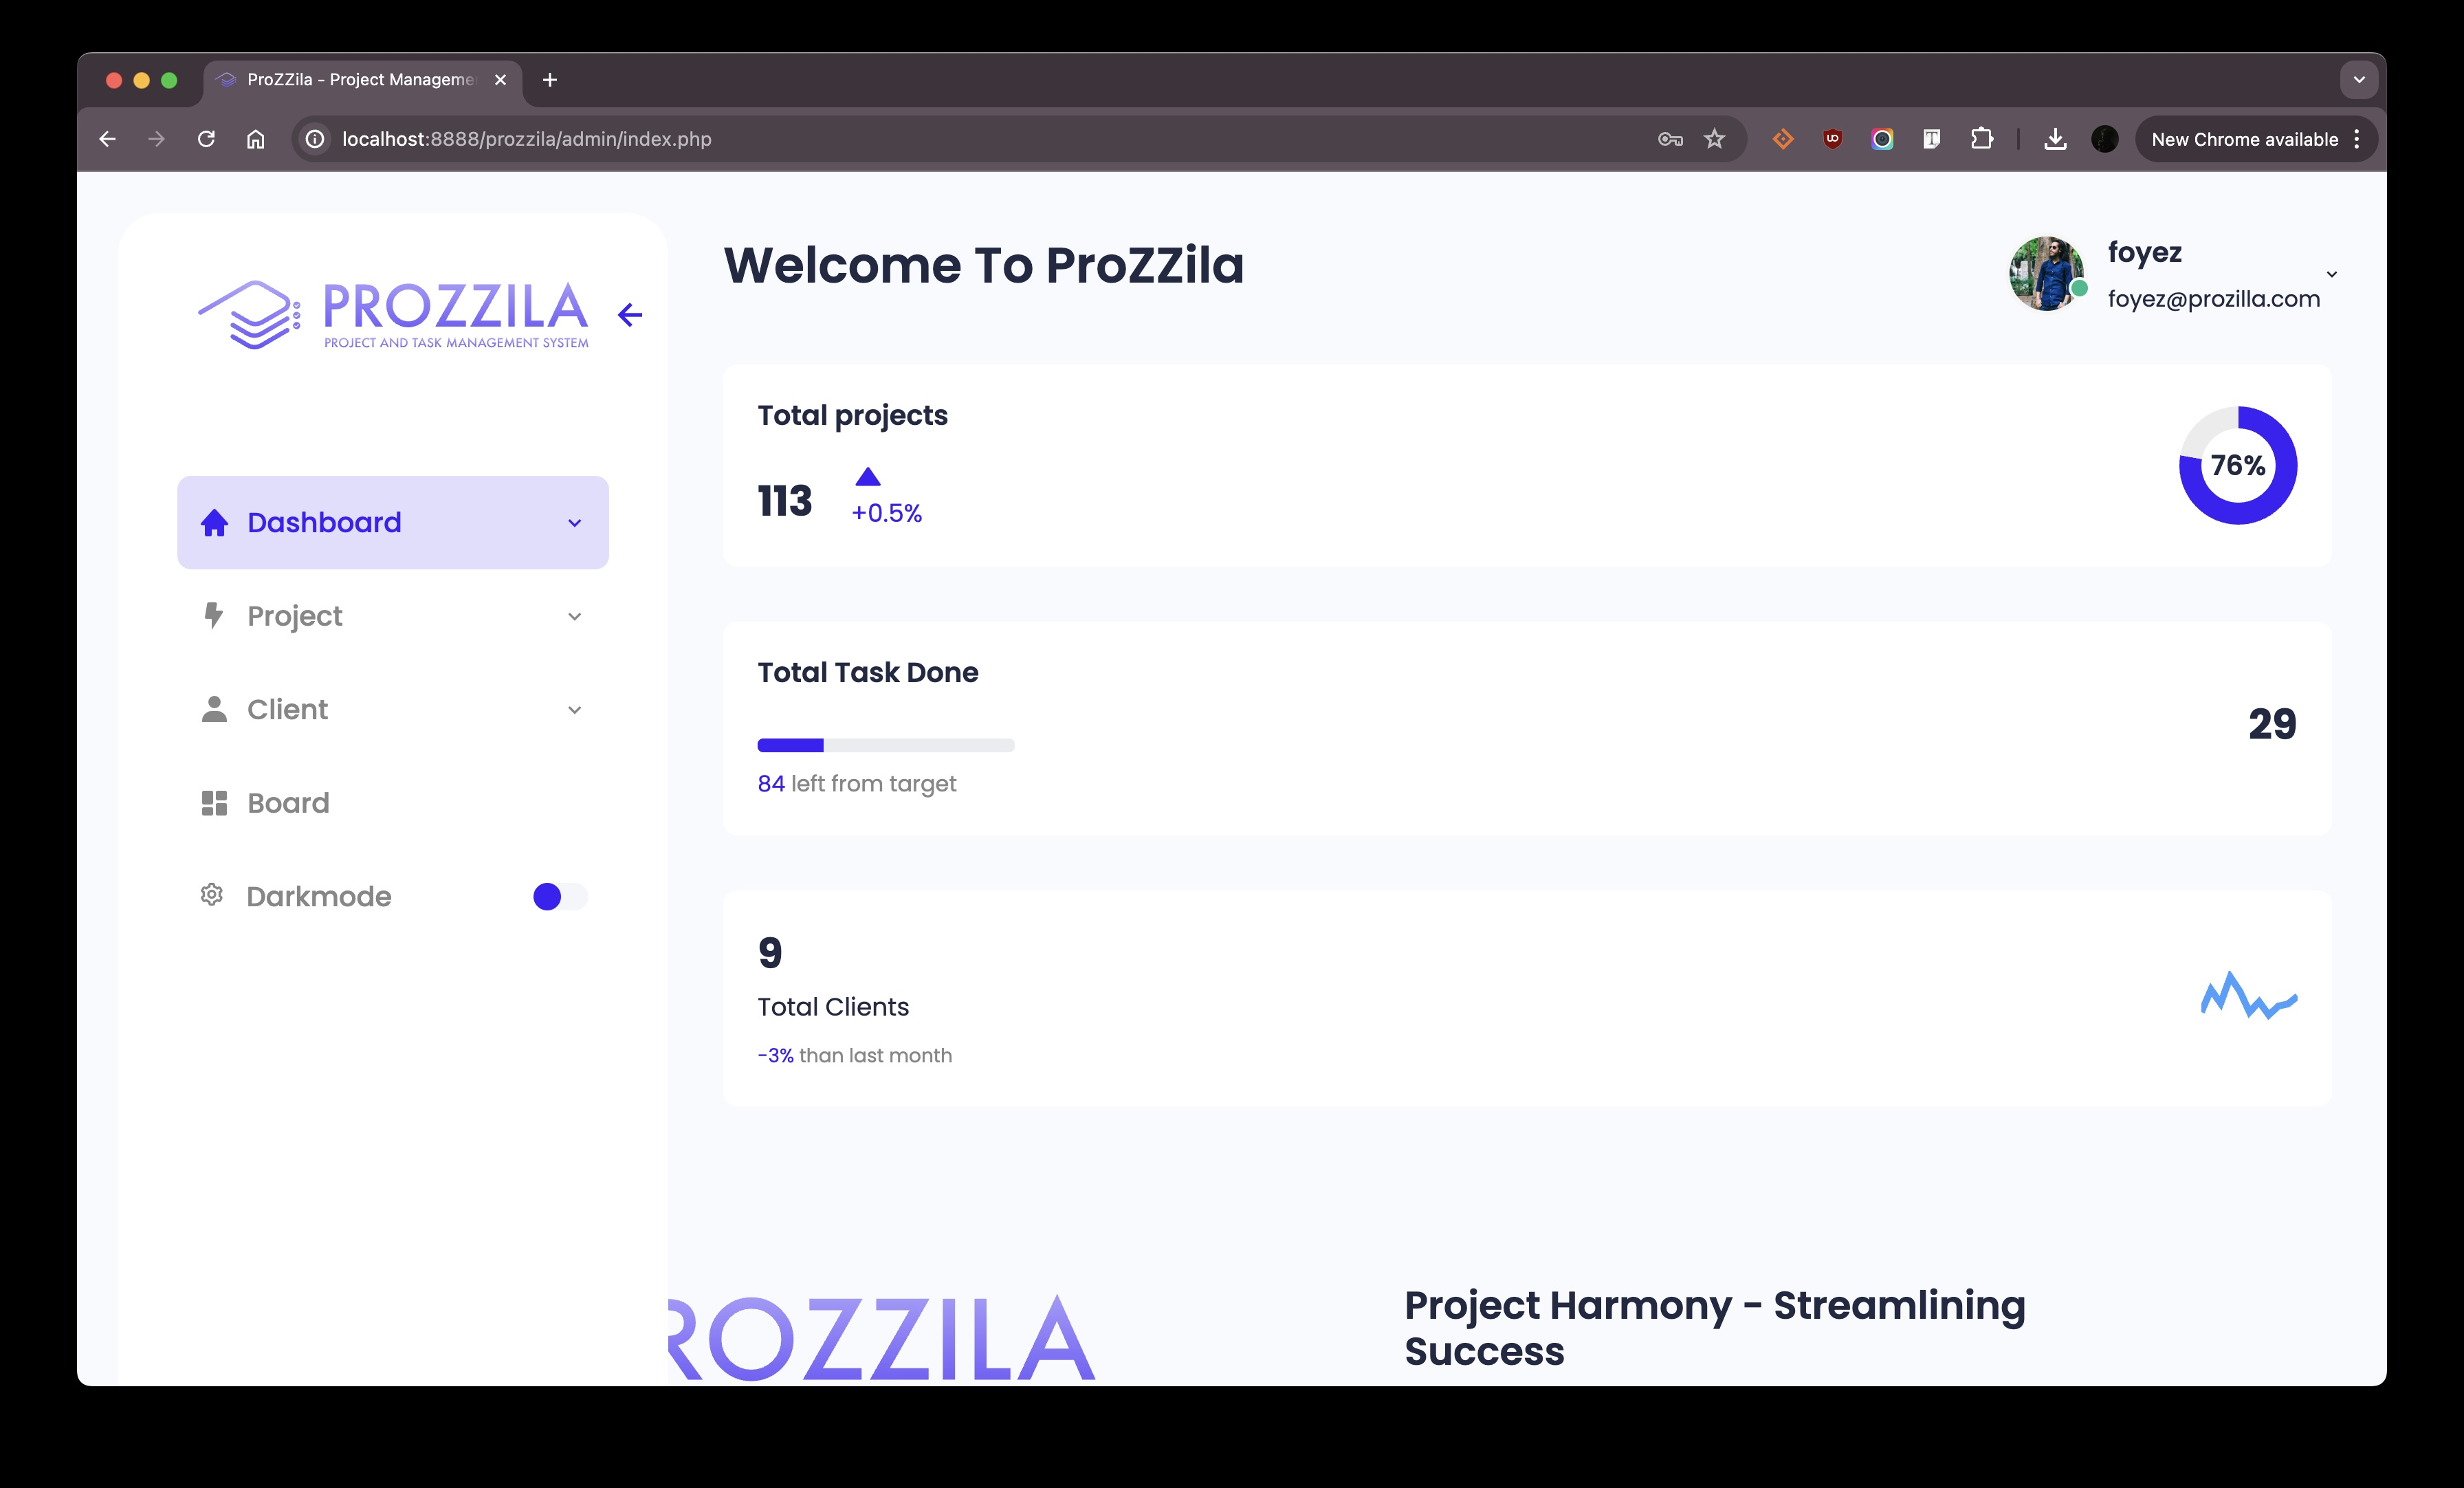 ProZZila - Project Manageme
localhost:8888/prozzila/admin/index.php
New Chrome available
PROZZILA
PROJECT AND TASK MANAGEMENT SYSTEM
Dashboard
Project
Client
Board
Darkmode
Welcome To ProZZila
foyez
foyez@prozilla.com
Total projects
113
+0.5%
76%
Total Task Done
29
84 left from target
9
Total Clients
-3% than last month
ROZZILA
Project Harmony - Streamlining
Success